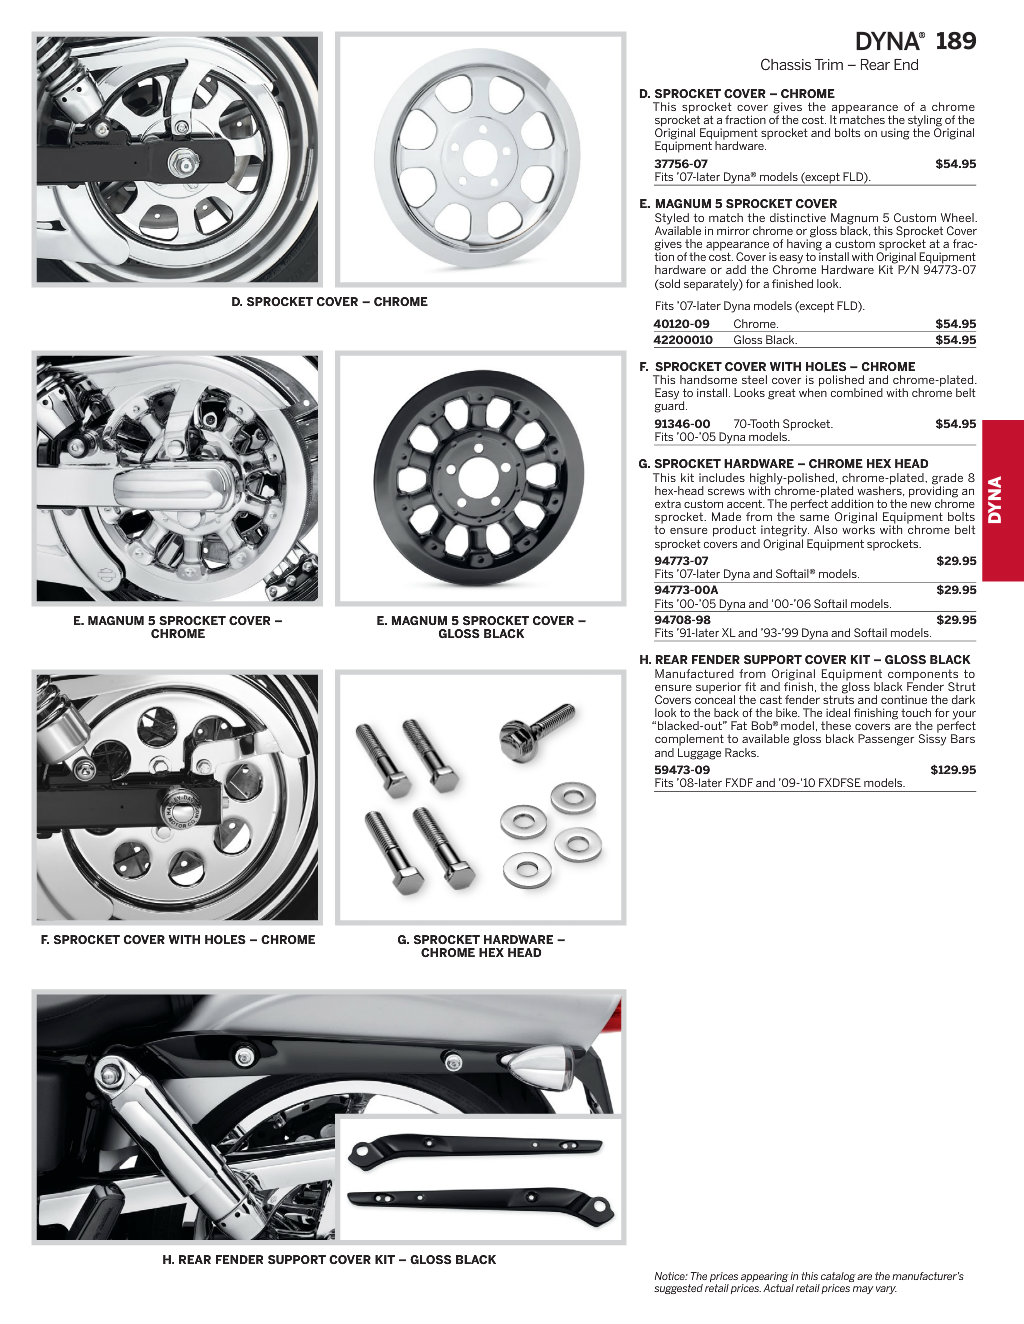 DYNA® 189
Chassis Trim – Rear End
D. SPROCKET COVER – CHROME
This sprocket cover gives the appearance of a chrome
sprocket at a fraction of the cost. It matches the styling of the
Original Equipment sprocket and bolts on using the Original
Equipment hardware.
37756-07 $54.95
Fits ’07-later Dyna® models (except FLD).
E. MAGNUM 5 SPROCKET COVER
Styled to match the distinctive Magnum 5 Custom Wheel.
Available in mirror chrome or gloss black, this Sprocket Cover
gives the appearance of having a custom sprocket at a frac-
tion of the cost. Cover is easy to install with Original Equipment
hardware or add the Chrome Hardware Kit P/N 94773-07
(sold separately) for a finished look.
Fits ’07-later Dyna models (except FLD).
40120-09 Chrome. $54.95
42200010 Gloss Black. $54.95
F. SPROCKET COVER WITH HOLES – CHROME
This handsome steel cover is polished and chrome-plated.
Easy to install. Looks great when combined with chrome belt
guard.
91346-00 70-Tooth Sprocket. $54.95
Fits ’00-’05 Dyna models.
G. SPROCKET HARDWARE – CHROME HEX HEAD
This kit includes highly-polished, chrome-plated, grade 8
hex-head screws with chrome-plated washers, providing an
extra custom accent. The perfect addition to the new chrome
sprocket. Made from the same Original Equipment bolts
to ensure product integrity. Also works with chrome belt
sprocket covers and Original Equipment sprockets.
94773-07 $29.95
Fits ’07-later Dyna and Softail® models.
94773-00A $29.95
Fits ’00-’05 Dyna and ’00-’06 Softail models.
94708-98 $29.95
Fits ’91-later XL and ’93-’99 Dyna and Softail models.
H. REAR FENDER SUPPORT COVER KIT – GLOSS BLACK
Manufactured from Original Equipment components to
ensure superior fit and finish, the gloss black Fender Strut
Covers conceal the cast fender struts and continue the dark
look to the back of the bike. The ideal finishing touch for your
“blacked-out” Fat Bob® model, these covers are the perfect
complement to available gloss black Passenger Sissy Bars
and Luggage Racks.
59473-09 $129.95
Fits ’08-later FXDF and ’09-’10 FXDFSE models.
DYNA
D. SPROCKET COVER – CHROME
E. MAGNUM 5 SPROCKET COVER –
CHROME
E. MAGNUM 5 SPROCKET COVER –
GLOSS BLACK
HARLEY-DAVIDSON
MOTOR CO
F. SPROCKET COVER WITH HOLES – CHROME
G. SPROCKET HARDWARE –
CHROME HEX HEAD
H. REAR FENDER SUPPORT COVER KIT – GLOSS BLACK
Notice: The prices appearing in this catalog are the manufacturer’s
suggested retail prices. Actual retail prices may vary.